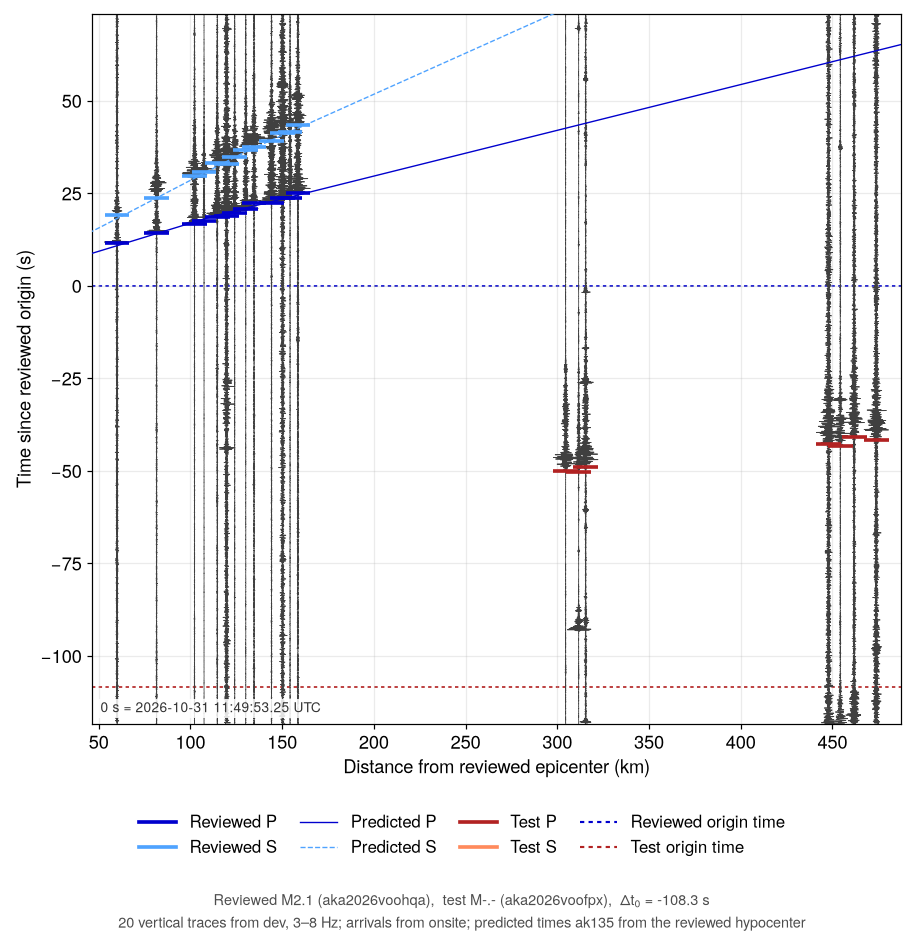 50
25
0
−25
−50
−75
−100
Time since reviewed origin (s)
0 s = 2026-10-31 11:49:53.25 UTC
50 100 150 200 250 300 350 400 450
Distance from reviewed epicenter (km)
Reviewed P Predicted P Test P Reviewed origin time
Reviewed S Predicted S Test S Test origin time
Reviewed M2.1 (aka2026voohqa), test M-.- (aka2026voofpx), Δt₀ = -108.3 s
20 vertical traces from dev, 3–8 Hz; arrivals from onsite; predicted times ak135 from the reviewed hypocenter